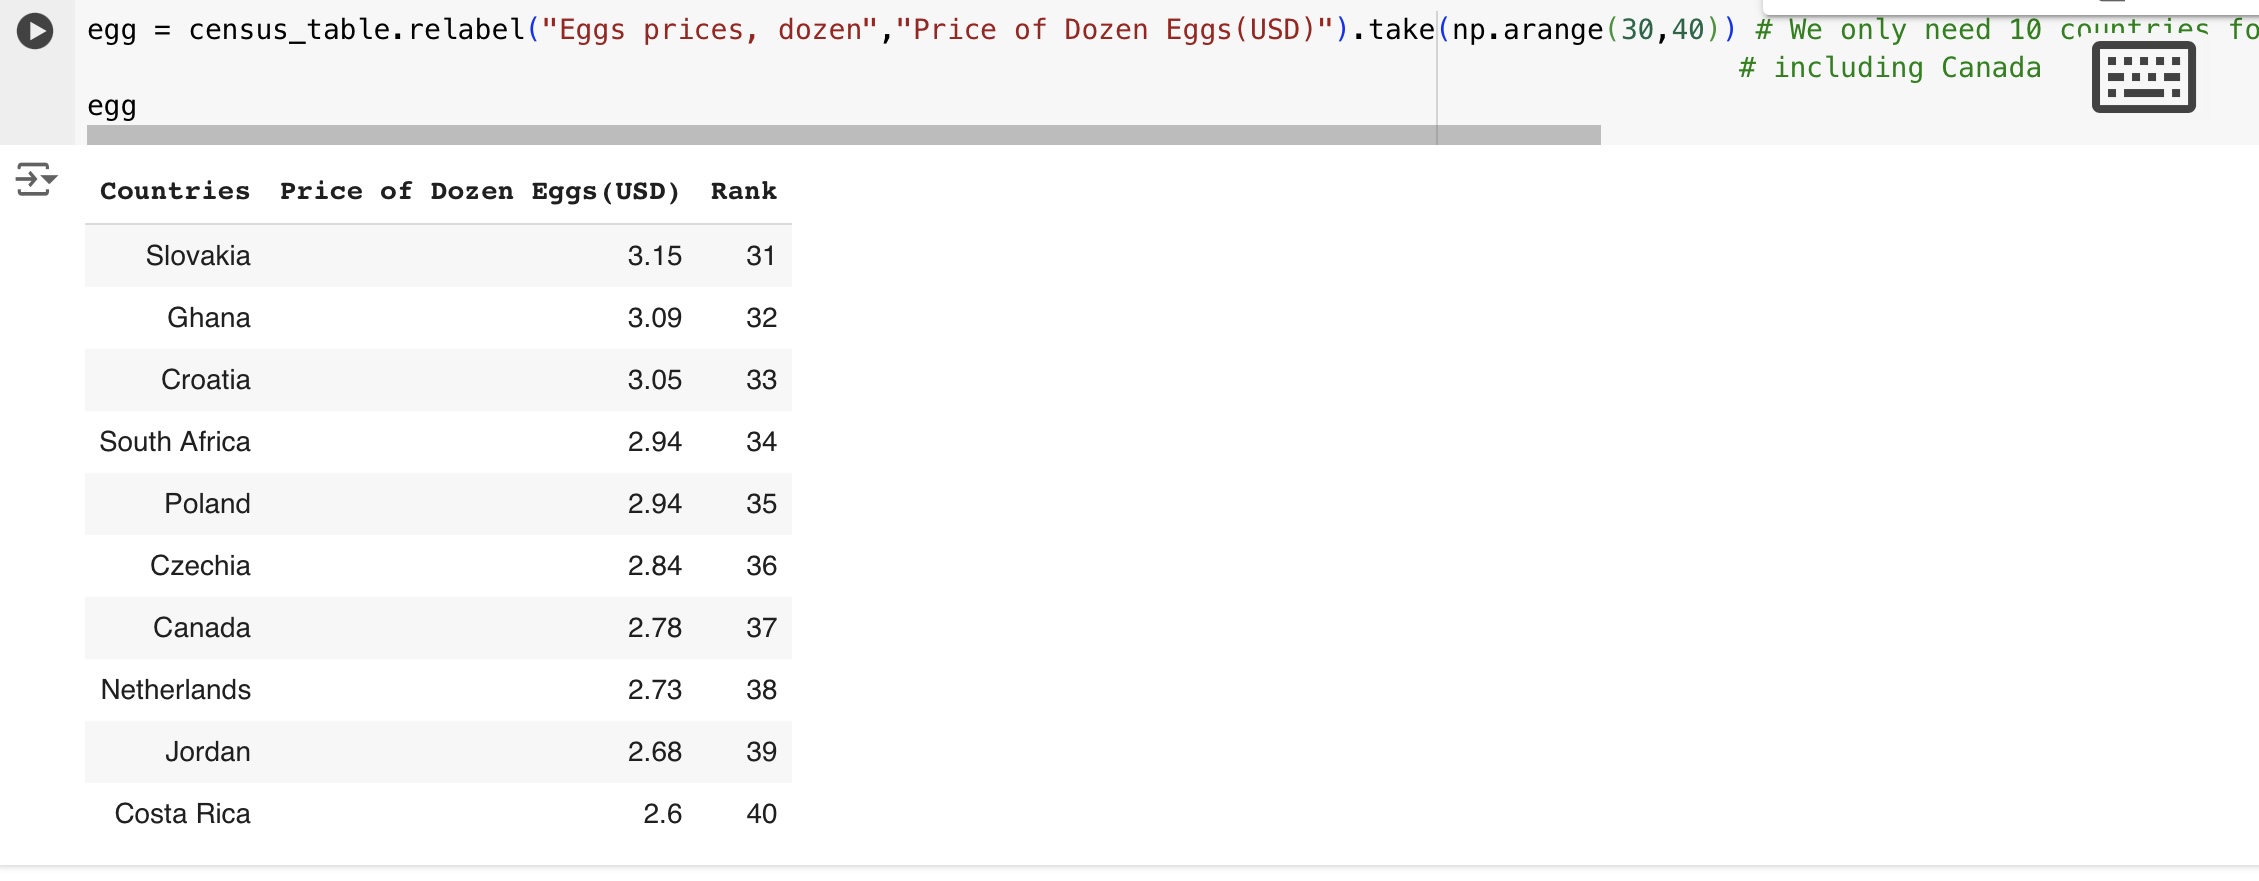 egg = census_table.relabel("Eggs prices, dozen","Price of Dozen Eggs(USD)").take(np.arange(30,40)) # We only need 10 countries fo
# including Canada
egg
Countries Price of Dozen Eggs(USD) Rank
Slovakia 3.15 31
Ghana 3.09 32
Croatia 3.05 33
South Africa 2.94 34
Poland 2.94 35
Czechia 2.84 36
Canada 2.78 37
Netherlands 2.73 38
Jordan 2.68 39
Costa Rica 2.6 40